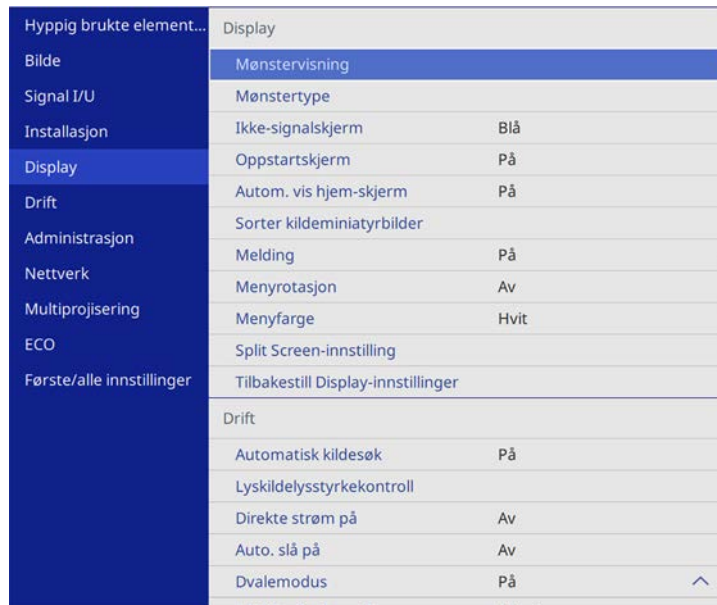 Hyppig brukte element...
Bilde
Signal I/U
Installasjon
Display
Drift
Administrasjon
Nettverk
Multiprojisering
ECO
Første/alle innstillinger
Display
Mønstervisning
Mønstertype
Ikke-signalskjerm Blå
Oppstartskjerm På
Autom. vis hjem-skjerm På
Sorter kildeminiatyrbilder
Melding På
Menyrotasjon Av
Menyfarge Hvit
Split Screen-innstilling
Tilbakestill Display-innstillinger
Drift
Automatisk kildesøk På
Lyskildelysstyrkekontroll
Direkte strøm på Av
Auto. slå på Av
Dvalemodus På